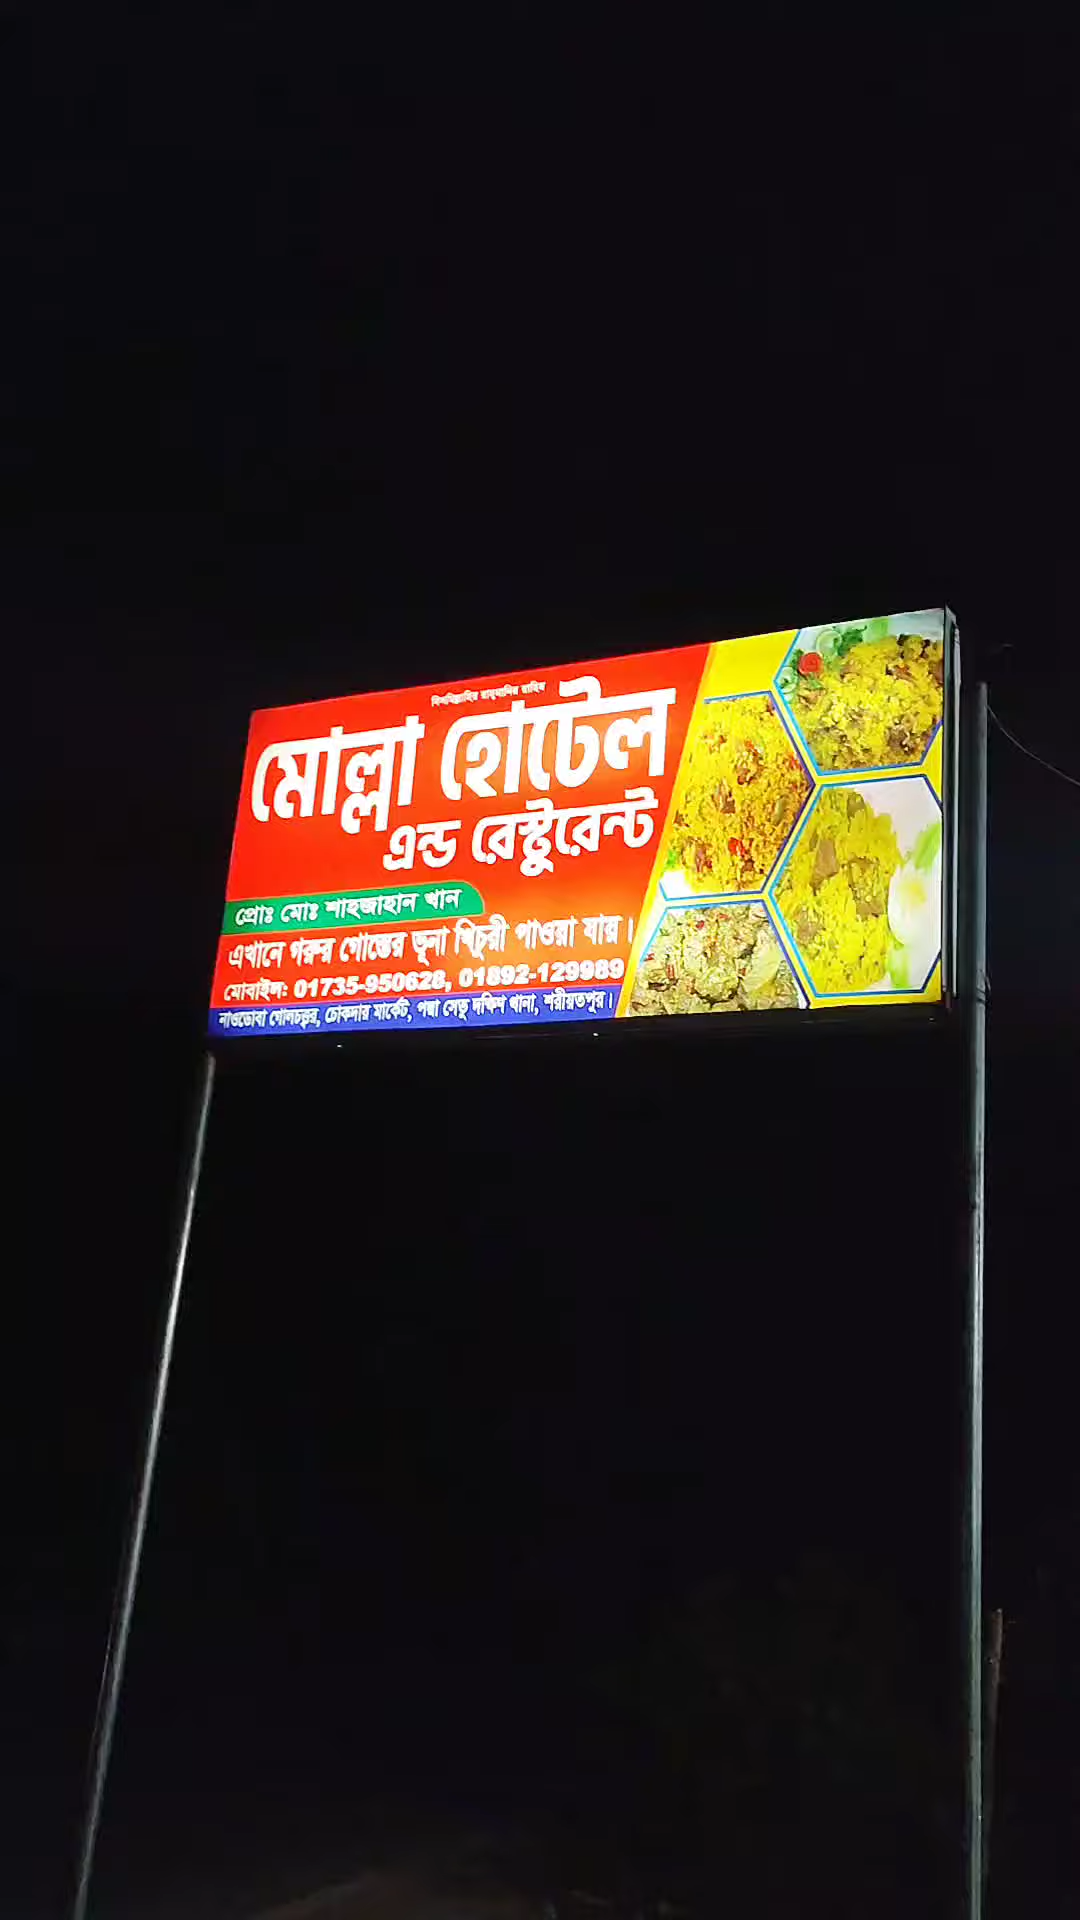 বিসমিল্লাহির রাহমানির রাহিম
মোল্লা হোটেল
এন্ড রেস্টুরেন্ট
প্রোঃ মোঃ শাহজাহান খান
এখানে গরুর গোস্তের ভূনা খিচুরী পাওয়া যায়।
মোবাইল: 01735-950628, 01892-129989
নাওডোবা গোলচত্ত্বর, চোকদার মার্কেট, পদ্মা সেতু দক্ষিণ থানা, শরীয়তপুর।